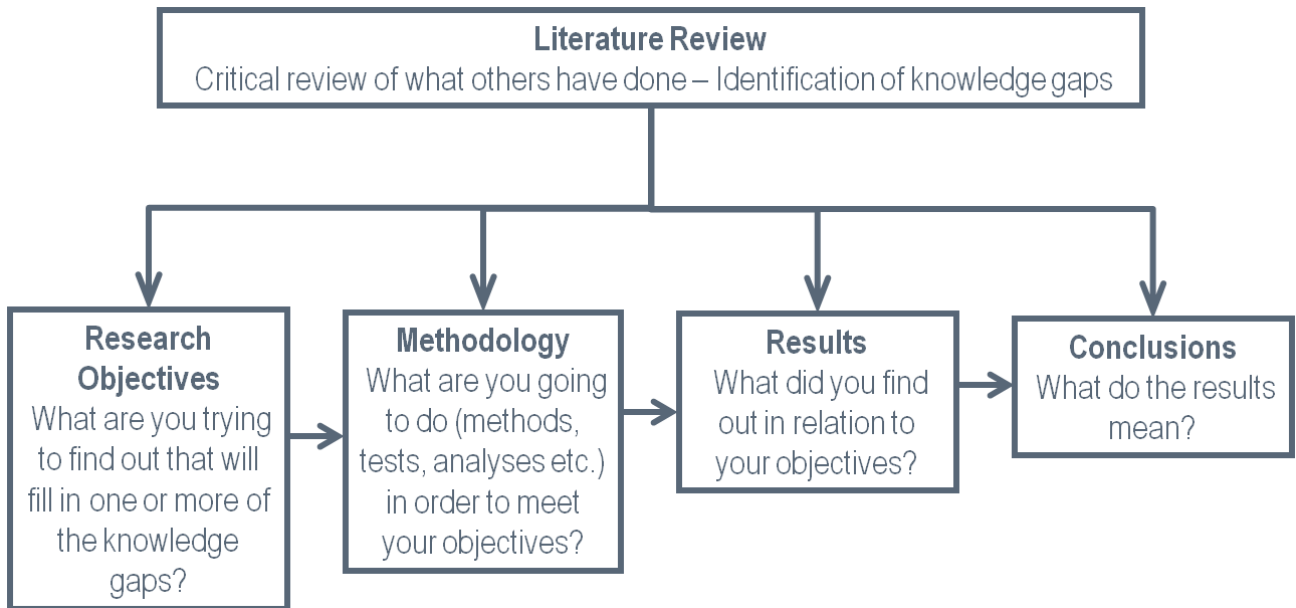 Literature Review
Critical review of what others have done – Identification of knowledge gaps
Research
Objectives
What are you trying
to find out that will
fill in one or more of
the knowledge
gaps?
Methodology
What are you going
to do (methods,
tests, analyses etc.)
in order to meet
your objectives?
Results
What did you find
out in relation to
your objectives?
Conclusions
What do the results
mean?